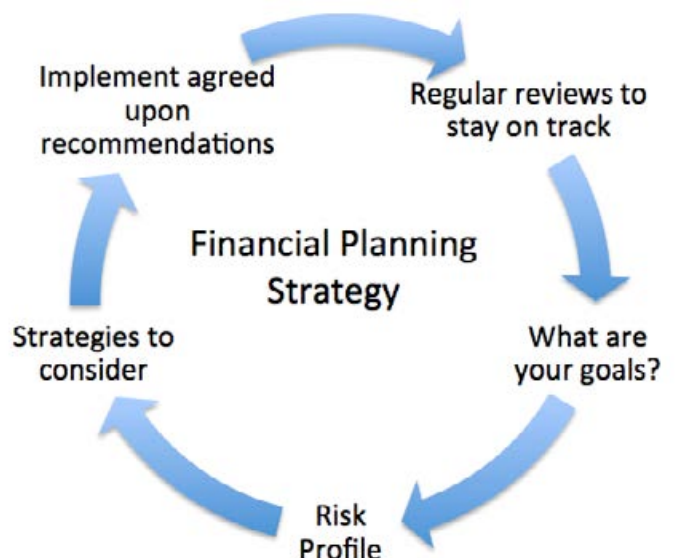 Implement agreed
upon
recommendations
Regular reviews to
stay on track
Financial Planning
Strategy
What are
your goals?
Strategies to
consider
Risk
Profile